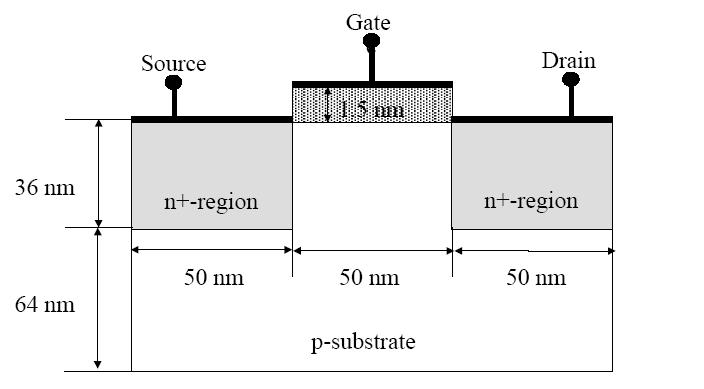 Gate
Source
Drain
1.5 nm
36 nm
n+-region
n+-region
50 nm
50 nm
50 nm
64 nm
p-substrate